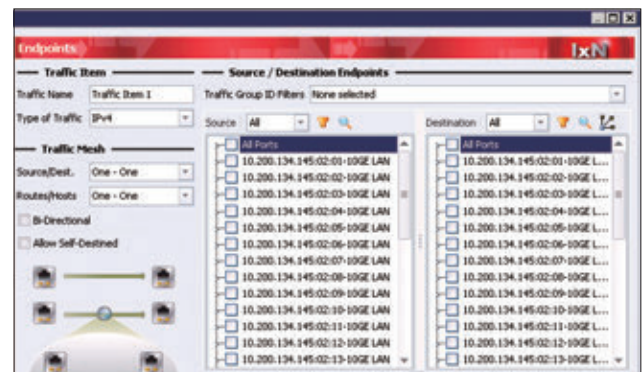 Endpoints
IxN
Traffic Item
Traffic Name Traffic Item 1
Type of Traffic IPv4
Traffic Mesh
Source/Dest. One - One
Routes/Hosts One - One
Bi-Directional
Allow Self-Destined
Source / Destination Endpoints
Traffic Group ID Filters None selected
Source All
All Ports
10.200.134.145:02:01-10GE LAN
10.200.134.145:02:02-10GE LAN
10.200.134.145:02:03-10GE LAN
10.200.134.145:02:04-10GE LAN
10.200.134.145:02:05-10GE LAN
10.200.134.145:02:06-10GE LAN
10.200.134.145:02:07-10GE LAN
10.200.134.145:02:08-10GE LAN
10.200.134.145:02:09-10GE LAN
10.200.134.145:02:10-10GE LAN
10.200.134.145:02:11-10GE LAN
10.200.134.145:02:12-10GE LAN
10.200.134.145:02:13-10GE LAN
Destination All
All Ports
10.200.134.145:02:01-10GE L...
10.200.134.145:02:02-10GE L...
10.200.134.145:02:03-10GE L...
10.200.134.145:02:04-10GE L...
10.200.134.145:02:05-10GE L...
10.200.134.145:02:06-10GE L...
10.200.134.145:02:07-10GE L...
10.200.134.145:02:08-10GE L...
10.200.134.145:02:09-10GE L...
10.200.134.145:02:10-10GE L...
10.200.134.145:02:11-10GE L...
10.200.134.145:02:12-10GE L...
10.200.134.145:02:13-10GE L...